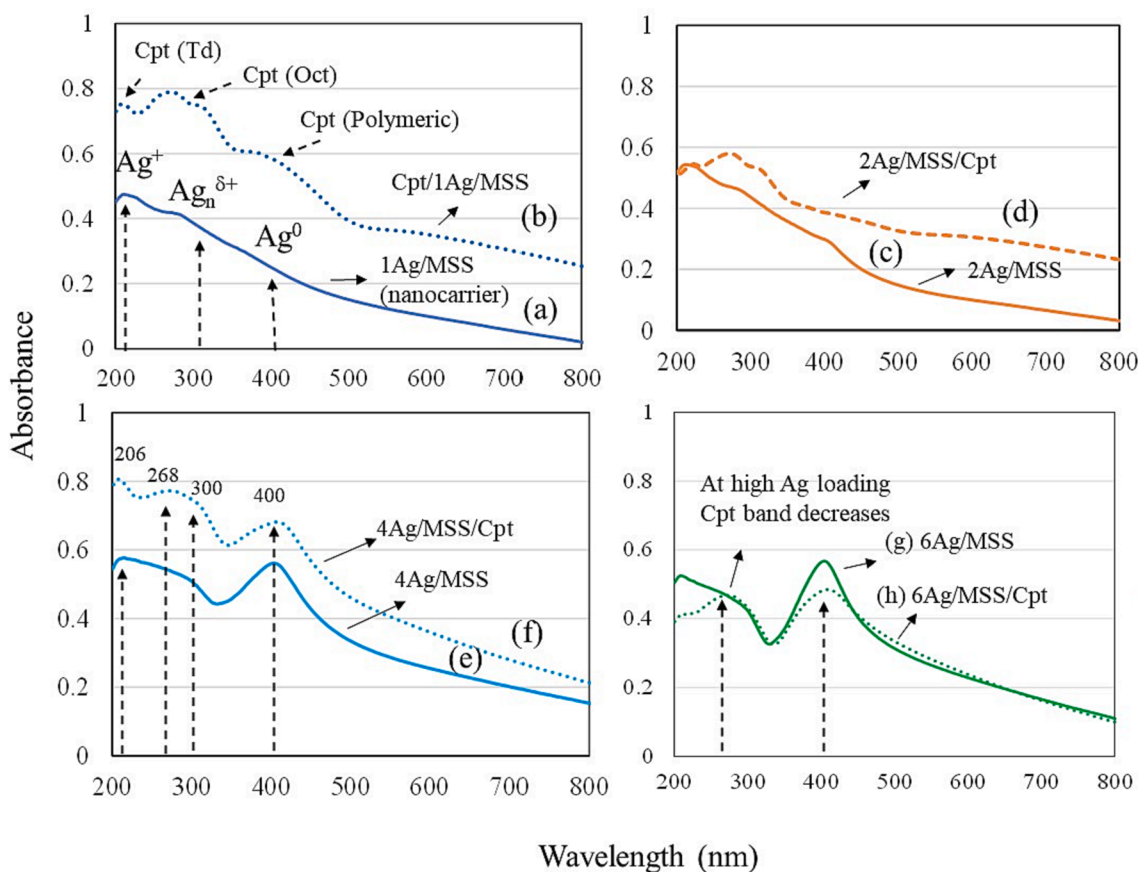 Absorbance
1
0.8
0.6
0.4
0.2
0
Cpt (Td)
Cpt (Oct)
Cpt (Polymeric)
Ag⁺
Agₙ^δ⁺
Ag⁰
Cpt/1Ag/MSS
(b)
1Ag/MSS
(nanocarrier)
(a)
200 300 400 500 600 700 800
1
0.8
0.6
0.4
0.2
0
2Ag/MSS/Cpt
(d)
(c)
2Ag/MSS
200 300 400 500 600 700 800
1
0.8
0.6
0.4
0.2
0
206
268
300
400
4Ag/MSS/Cpt
4Ag/MSS
(f)
(e)
200 300 400 500 600 700 800
1
0.8
0.6
0.4
0.2
0
At high Ag loading
Cpt band decreases
(g) 6Ag/MSS
(h) 6Ag/MSS/Cpt
200 300 400 500 600 700 800
Wavelength (nm)